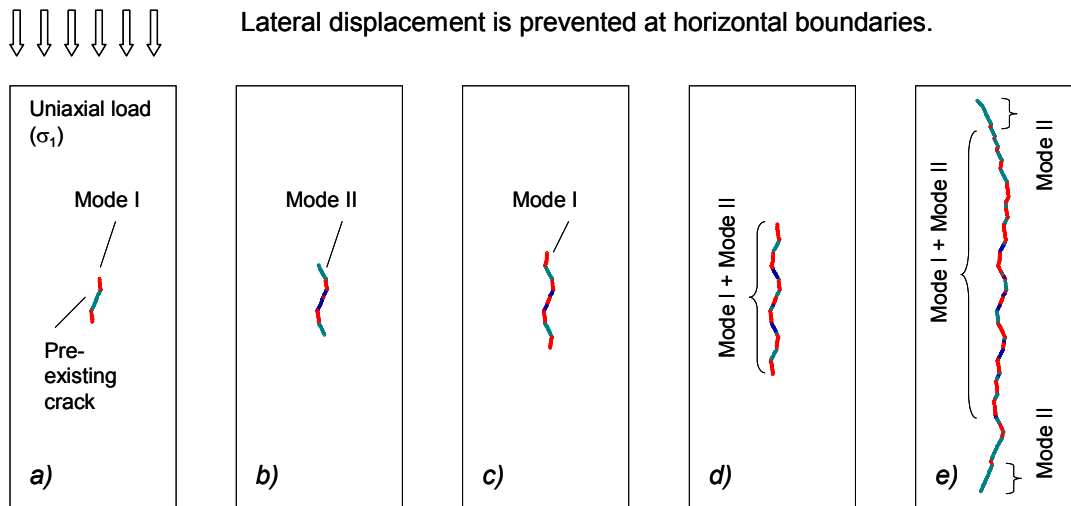 Lateral displacement is prevented at horizontal boundaries.
Uniaxial load
(σ1)
Mode I
Pre-
existing
crack
a)
Mode II
b)
Mode I
c)
Mode I + Mode II
d)
Mode II
Mode I + Mode II
Mode II
e)